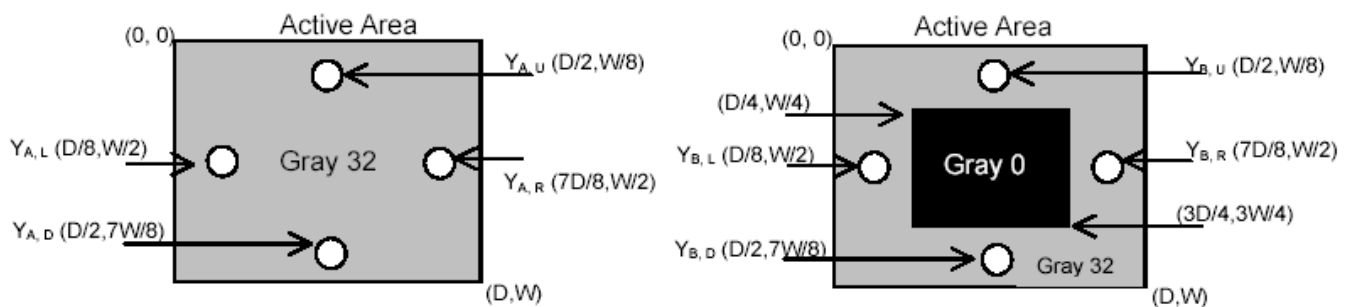 Active Area
(0, 0)
Y_A, U (D/2,W/8)
Y_A, L (D/8,W/2)
Gray 32
Y_A, R (7D/8,W/2)
Y_A, D (D/2,7W/8)
(D,W)
Active Area
(0, 0)
Y_B, U (D/2,W/8)
(D/4,W/4)
Y_B, L (D/8,W/2)
Gray 0
Y_B, R (7D/8,W/2)
(3D/4,3W/4)
Y_B, D (D/2,7W/8)
Gray 32
(D,W)